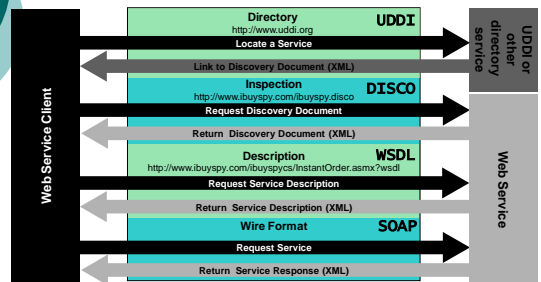 Web Service Client
Directory UDDI
http://www.uddi.org
Locate a Service
Link to Discovery Document (XML)
UDDI or
other
directory
service
Inspection DISCO
http://www.ibuyspy.com/ibuyspy.disco
Request Discovery Document
Return Discovery Document (XML)
Description WSDL
http://www.ibuyspy.com/ibuyspycs/InstantOrder.asmx?wsdl
Request Service Description
Return Service Description (XML)
Wire Format SOAP
Request Service
Return Service Response (XML)
Web Service